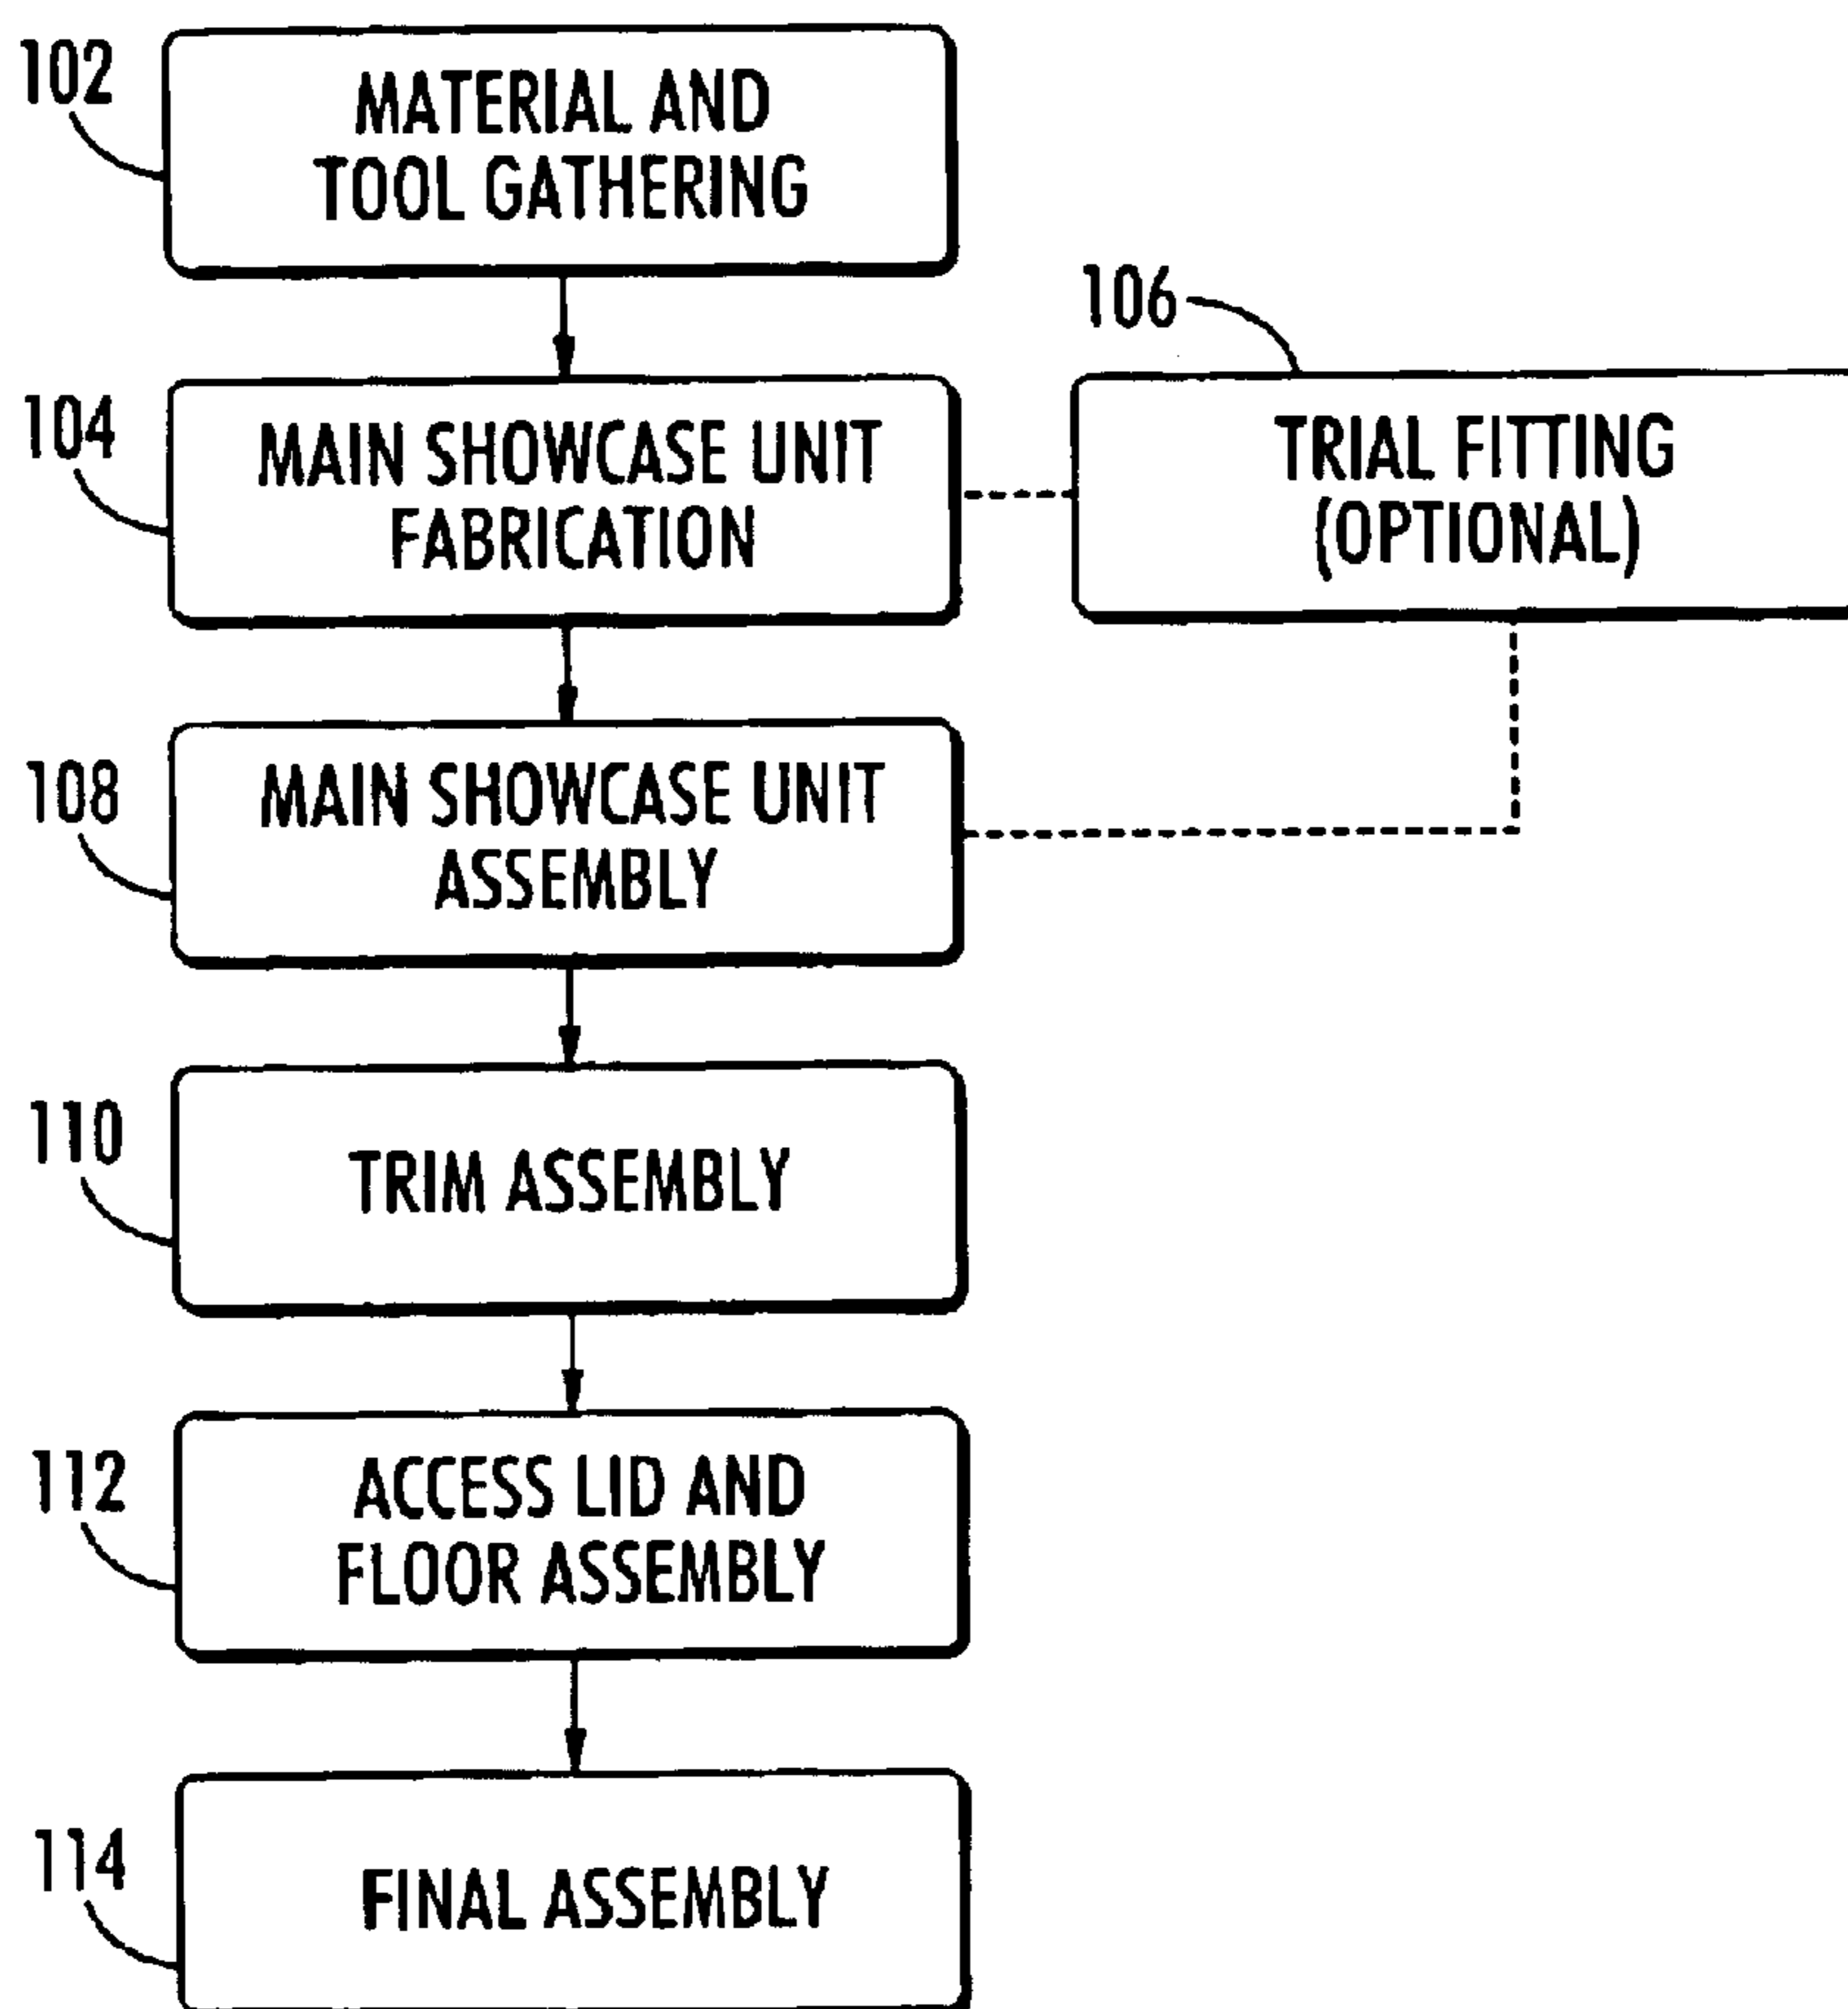 102
MATERIAL AND
TOOL GATHERING
106
104
MAIN SHOWCASE UNIT
FABRICATION
TRIAL FITTING
(OPTIONAL)
108
MAIN SHOWCASE UNIT
ASSEMBLY
110
TRIM ASSEMBLY
112
ACCESS LID AND
FLOOR ASSEMBLY
114
FINAL ASSEMBLY